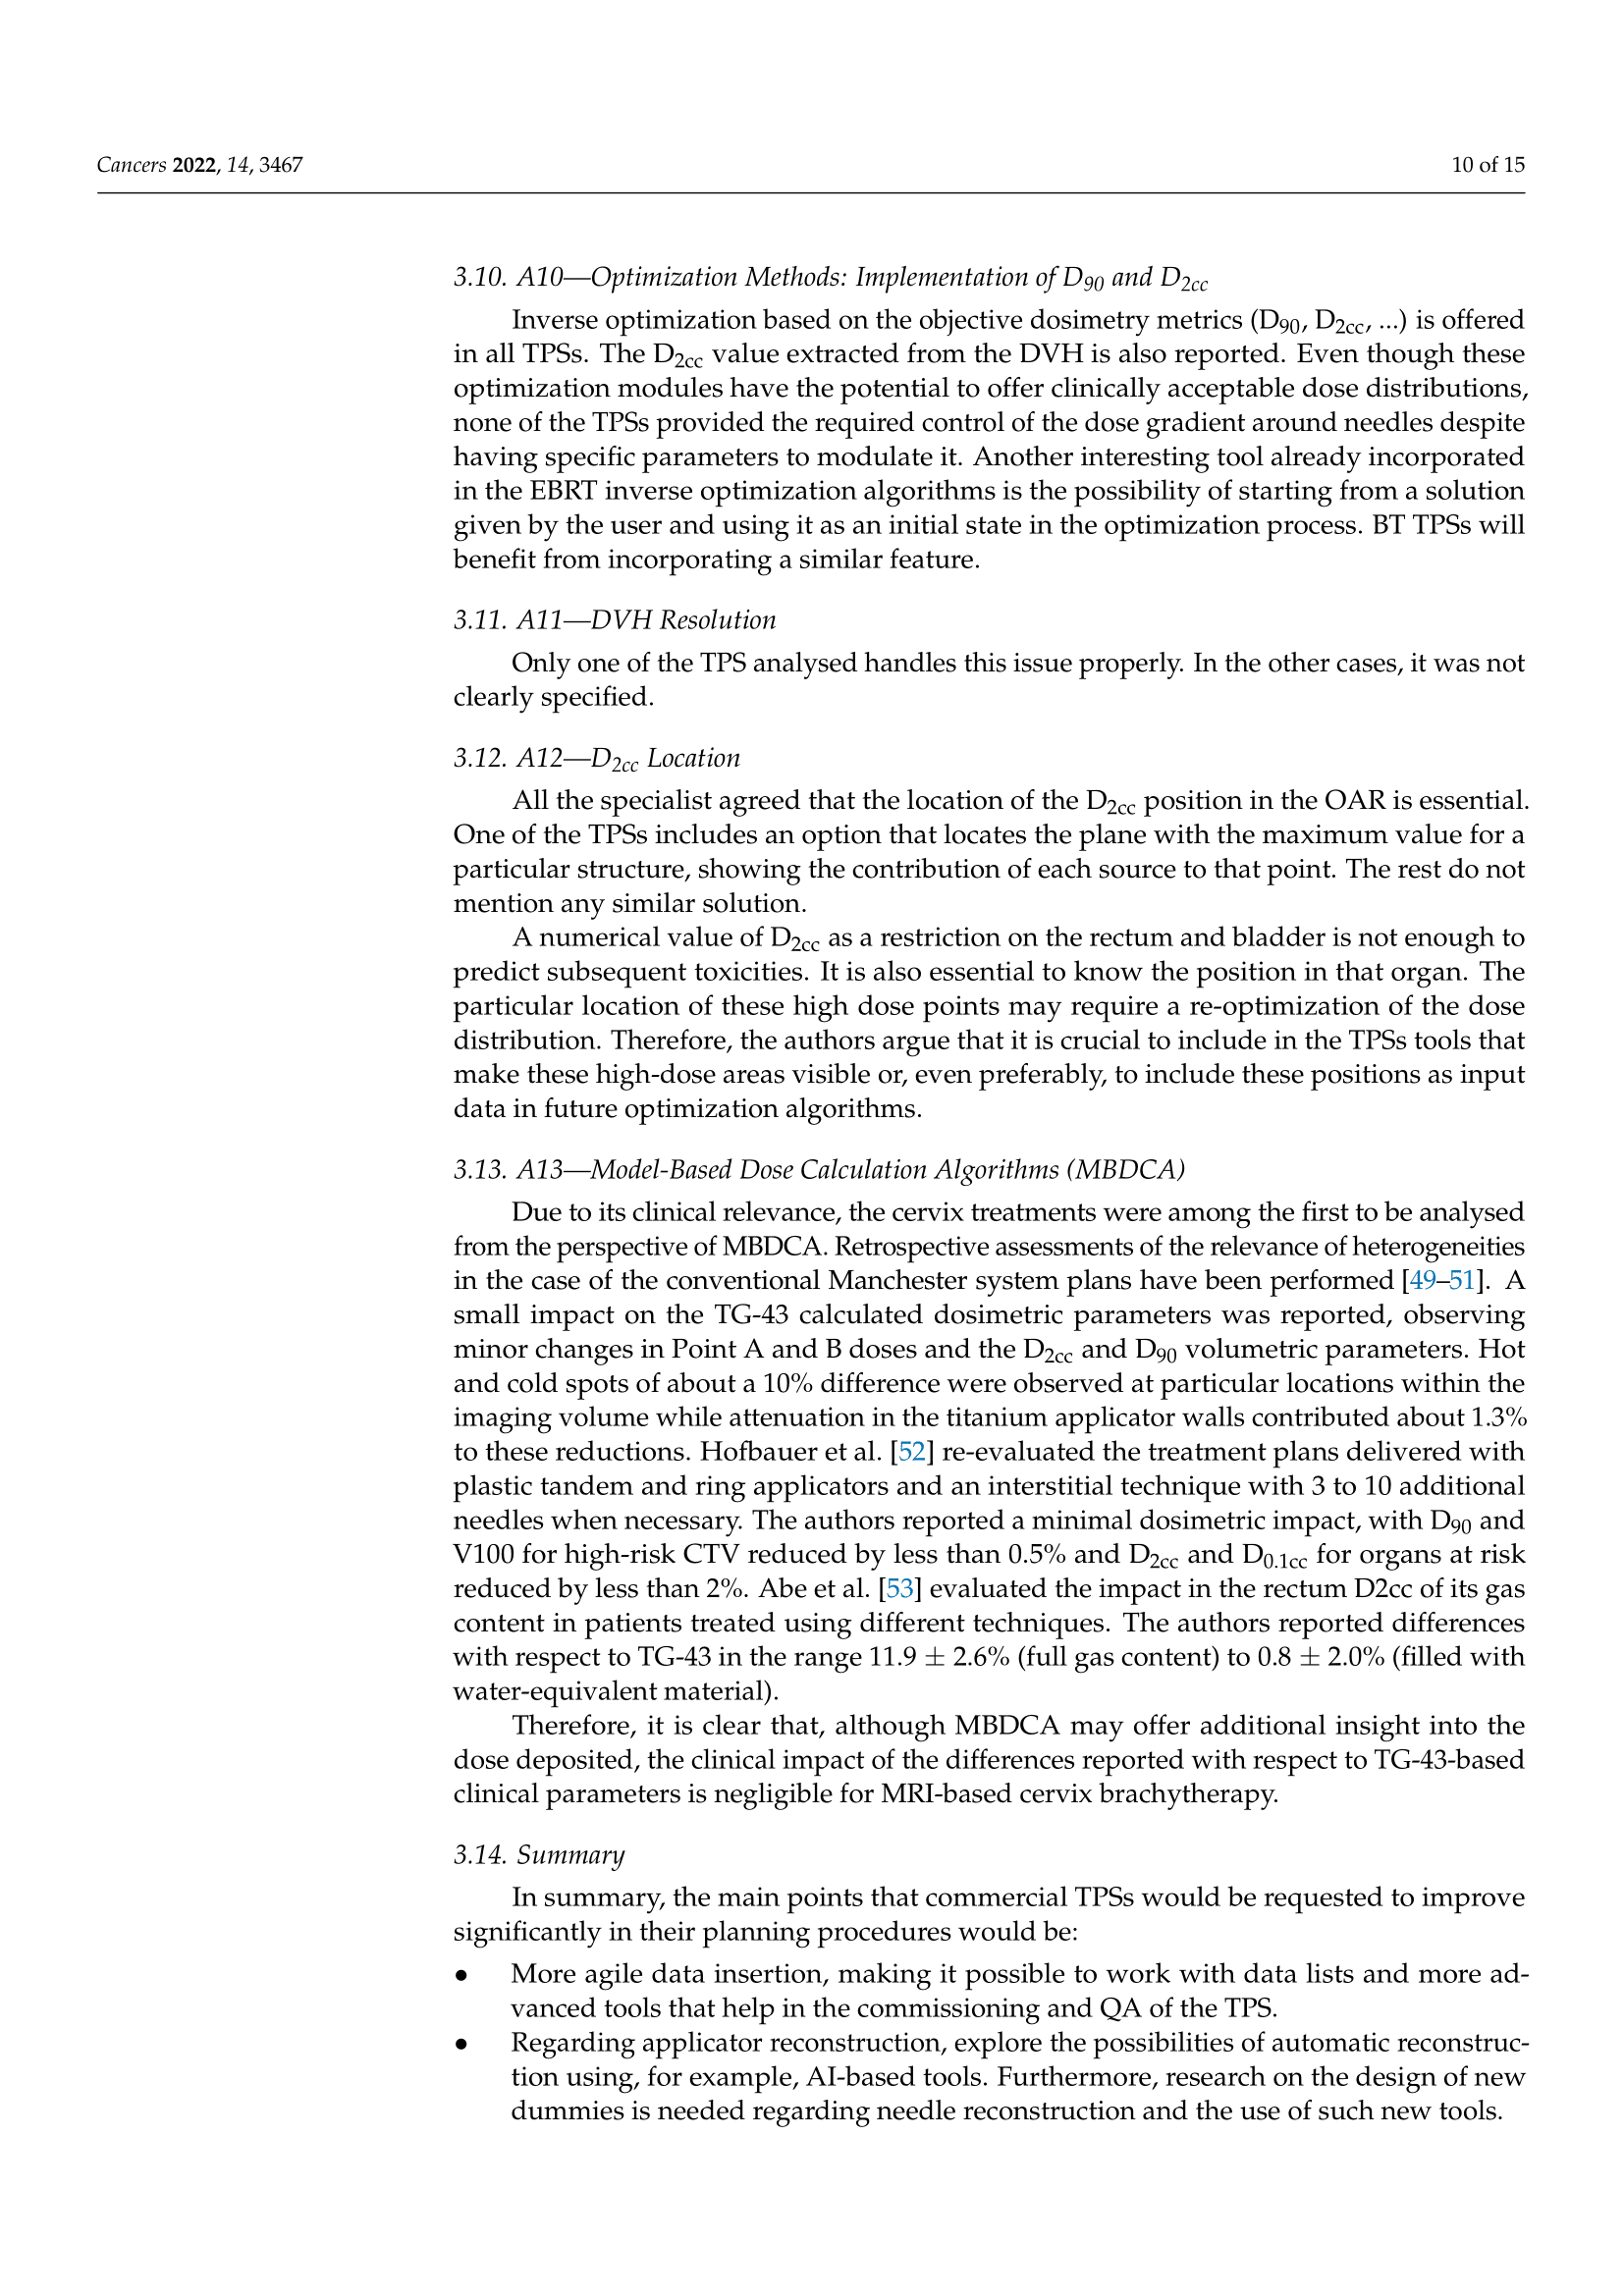 Cancers 2022, 14, 3467
10 of 15
3.10. A10—Optimization Methods: Implementation of D90 and D2cc
Inverse optimization based on the objective dosimetry metrics (D90, D2cc, ...) is offered
in all TPSs. The D2cc value extracted from the DVH is also reported. Even though these
optimization modules have the potential to offer clinically acceptable dose distributions,
none of the TPSs provided the required control of the dose gradient around needles despite
having specific parameters to modulate it. Another interesting tool already incorporated
in the EBRT inverse optimization algorithms is the possibility of starting from a solution
given by the user and using it as an initial state in the optimization process. BT TPSs will
benefit from incorporating a similar feature.
3.11. A11—DVH Resolution
Only one of the TPS analysed handles this issue properly. In the other cases, it was not
clearly specified.
3.12. A12—D2cc Location
All the specialist agreed that the location of the D2cc position in the OAR is essential.
One of the TPSs includes an option that locates the plane with the maximum value for a
particular structure, showing the contribution of each source to that point. The rest do not
mention any similar solution.
A numerical value of D2cc as a restriction on the rectum and bladder is not enough to
predict subsequent toxicities. It is also essential to know the position in that organ. The
particular location of these high dose points may require a re-optimization of the dose
distribution. Therefore, the authors argue that it is crucial to include in the TPSs tools that
make these high-dose areas visible or, even preferably, to include these positions as input
data in future optimization algorithms.
3.13. A13—Model-Based Dose Calculation Algorithms (MBDCA)
Due to its clinical relevance, the cervix treatments were among the first to be analysed
from the perspective of MBDCA. Retrospective assessments of the relevance of heterogeneities
in the case of the conventional Manchester system plans have been performed [49–51]. A
small impact on the TG-43 calculated dosimetric parameters was reported, observing
minor changes in Point A and B doses and the D2cc and D90 volumetric parameters. Hot
and cold spots of about a 10% difference were observed at particular locations within the
imaging volume while attenuation in the titanium applicator walls contributed about 1.3%
to these reductions. Hofbauer et al. [52] re-evaluated the treatment plans delivered with
plastic tandem and ring applicators and an interstitial technique with 3 to 10 additional
needles when necessary. The authors reported a minimal dosimetric impact, with D90 and
V100 for high-risk CTV reduced by less than 0.5% and D2cc and D0.1cc for organs at risk
reduced by less than 2%. Abe et al. [53] evaluated the impact in the rectum D2cc of its gas
content in patients treated using different techniques. The authors reported differences
with respect to TG-43 in the range 11.9 ± 2.6% (full gas content) to 0.8 ± 2.0% (filled with
water-equivalent material).
Therefore, it is clear that, although MBDCA may offer additional insight into the
dose deposited, the clinical impact of the differences reported with respect to TG-43-based
clinical parameters is negligible for MRI-based cervix brachytherapy.
3.14. Summary
In summary, the main points that commercial TPSs would be requested to improve
significantly in their planning procedures would be:
● More agile data insertion, making it possible to work with data lists and more ad-
vanced tools that help in the commissioning and QA of the TPS.
● Regarding applicator reconstruction, explore the possibilities of automatic reconstruc-
tion using, for example, AI-based tools. Furthermore, research on the design of new
dummies is needed regarding needle reconstruction and the use of such new tools.